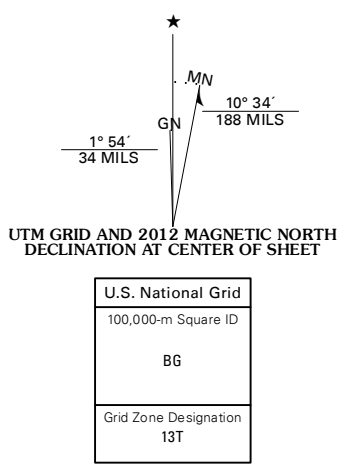 ★
MN
GN
10° 34´
188 MILS
1° 54´
34 MILS
UTM GRID AND 2012 MAGNETIC NORTH
DECLINATION AT CENTER OF SHEET
U.S. National Grid
100,000-m Square ID
BG
Grid Zone Designation
13T